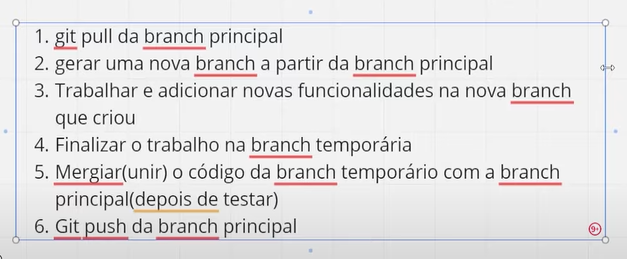 1. git pull da branch principal
2. gerar uma nova branch a partir da branch principal
3. Trabalhar e adicionar novas funcionalidades na nova branch
que criou
4. Finalizar o trabalho na branch temporária
5. Mergiar(unir) o código da branch temporário com a branch
principal(depois de testar)
6. Git push da branch principal
9+